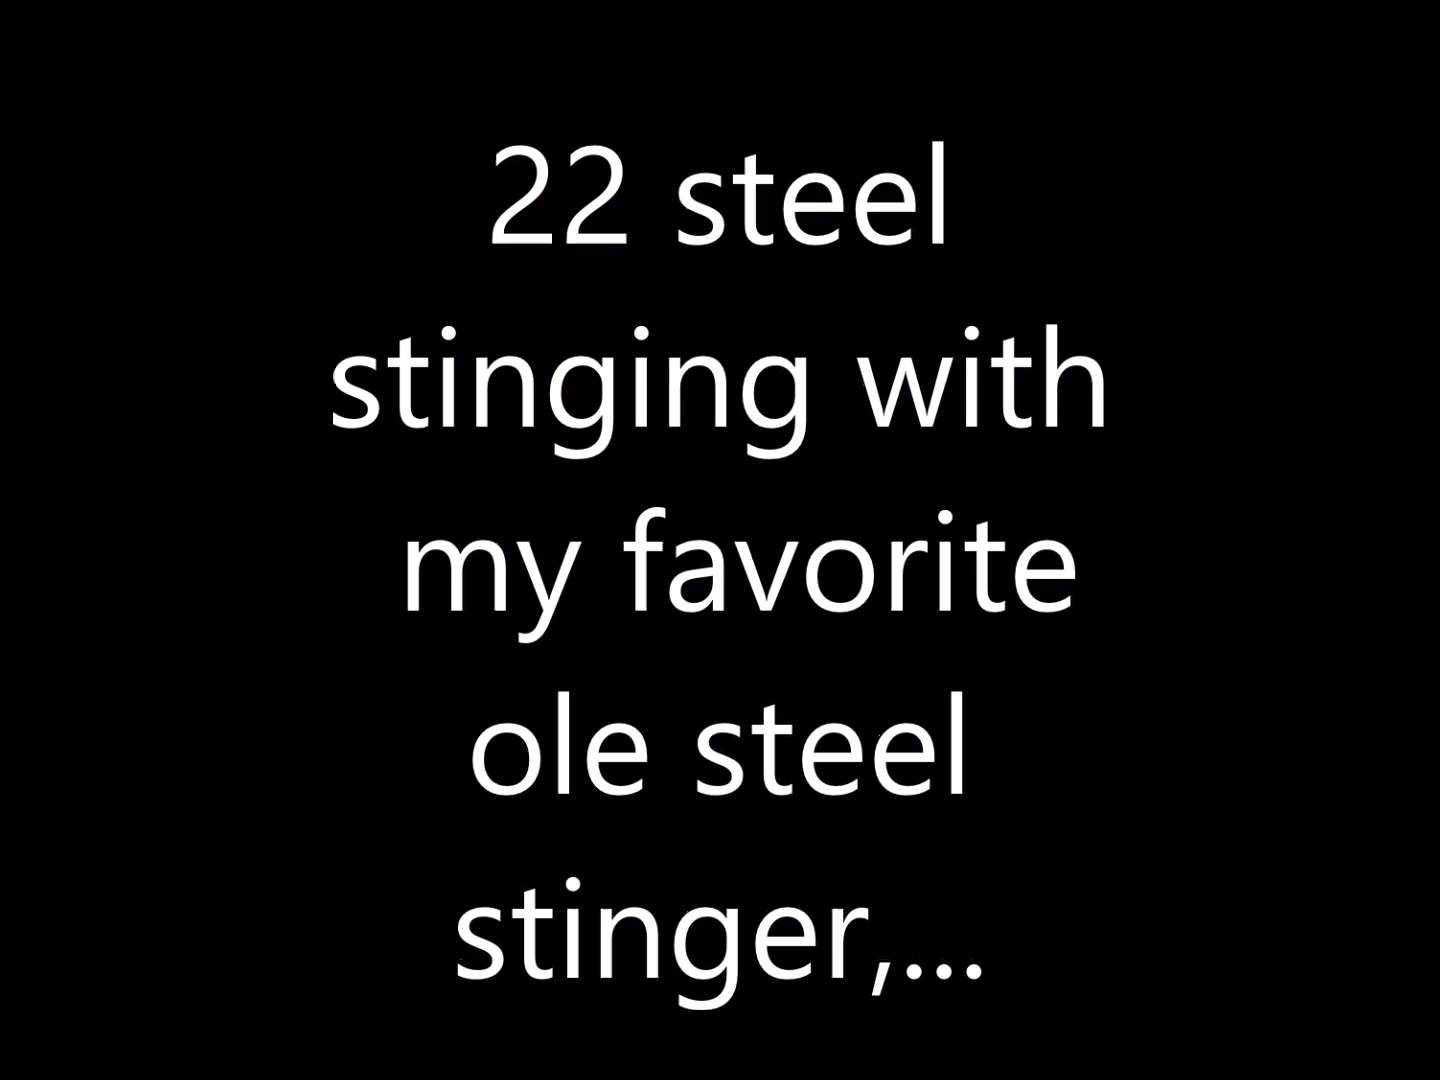 22 steel
stinging with
my favorite
ole steel
stinger,...